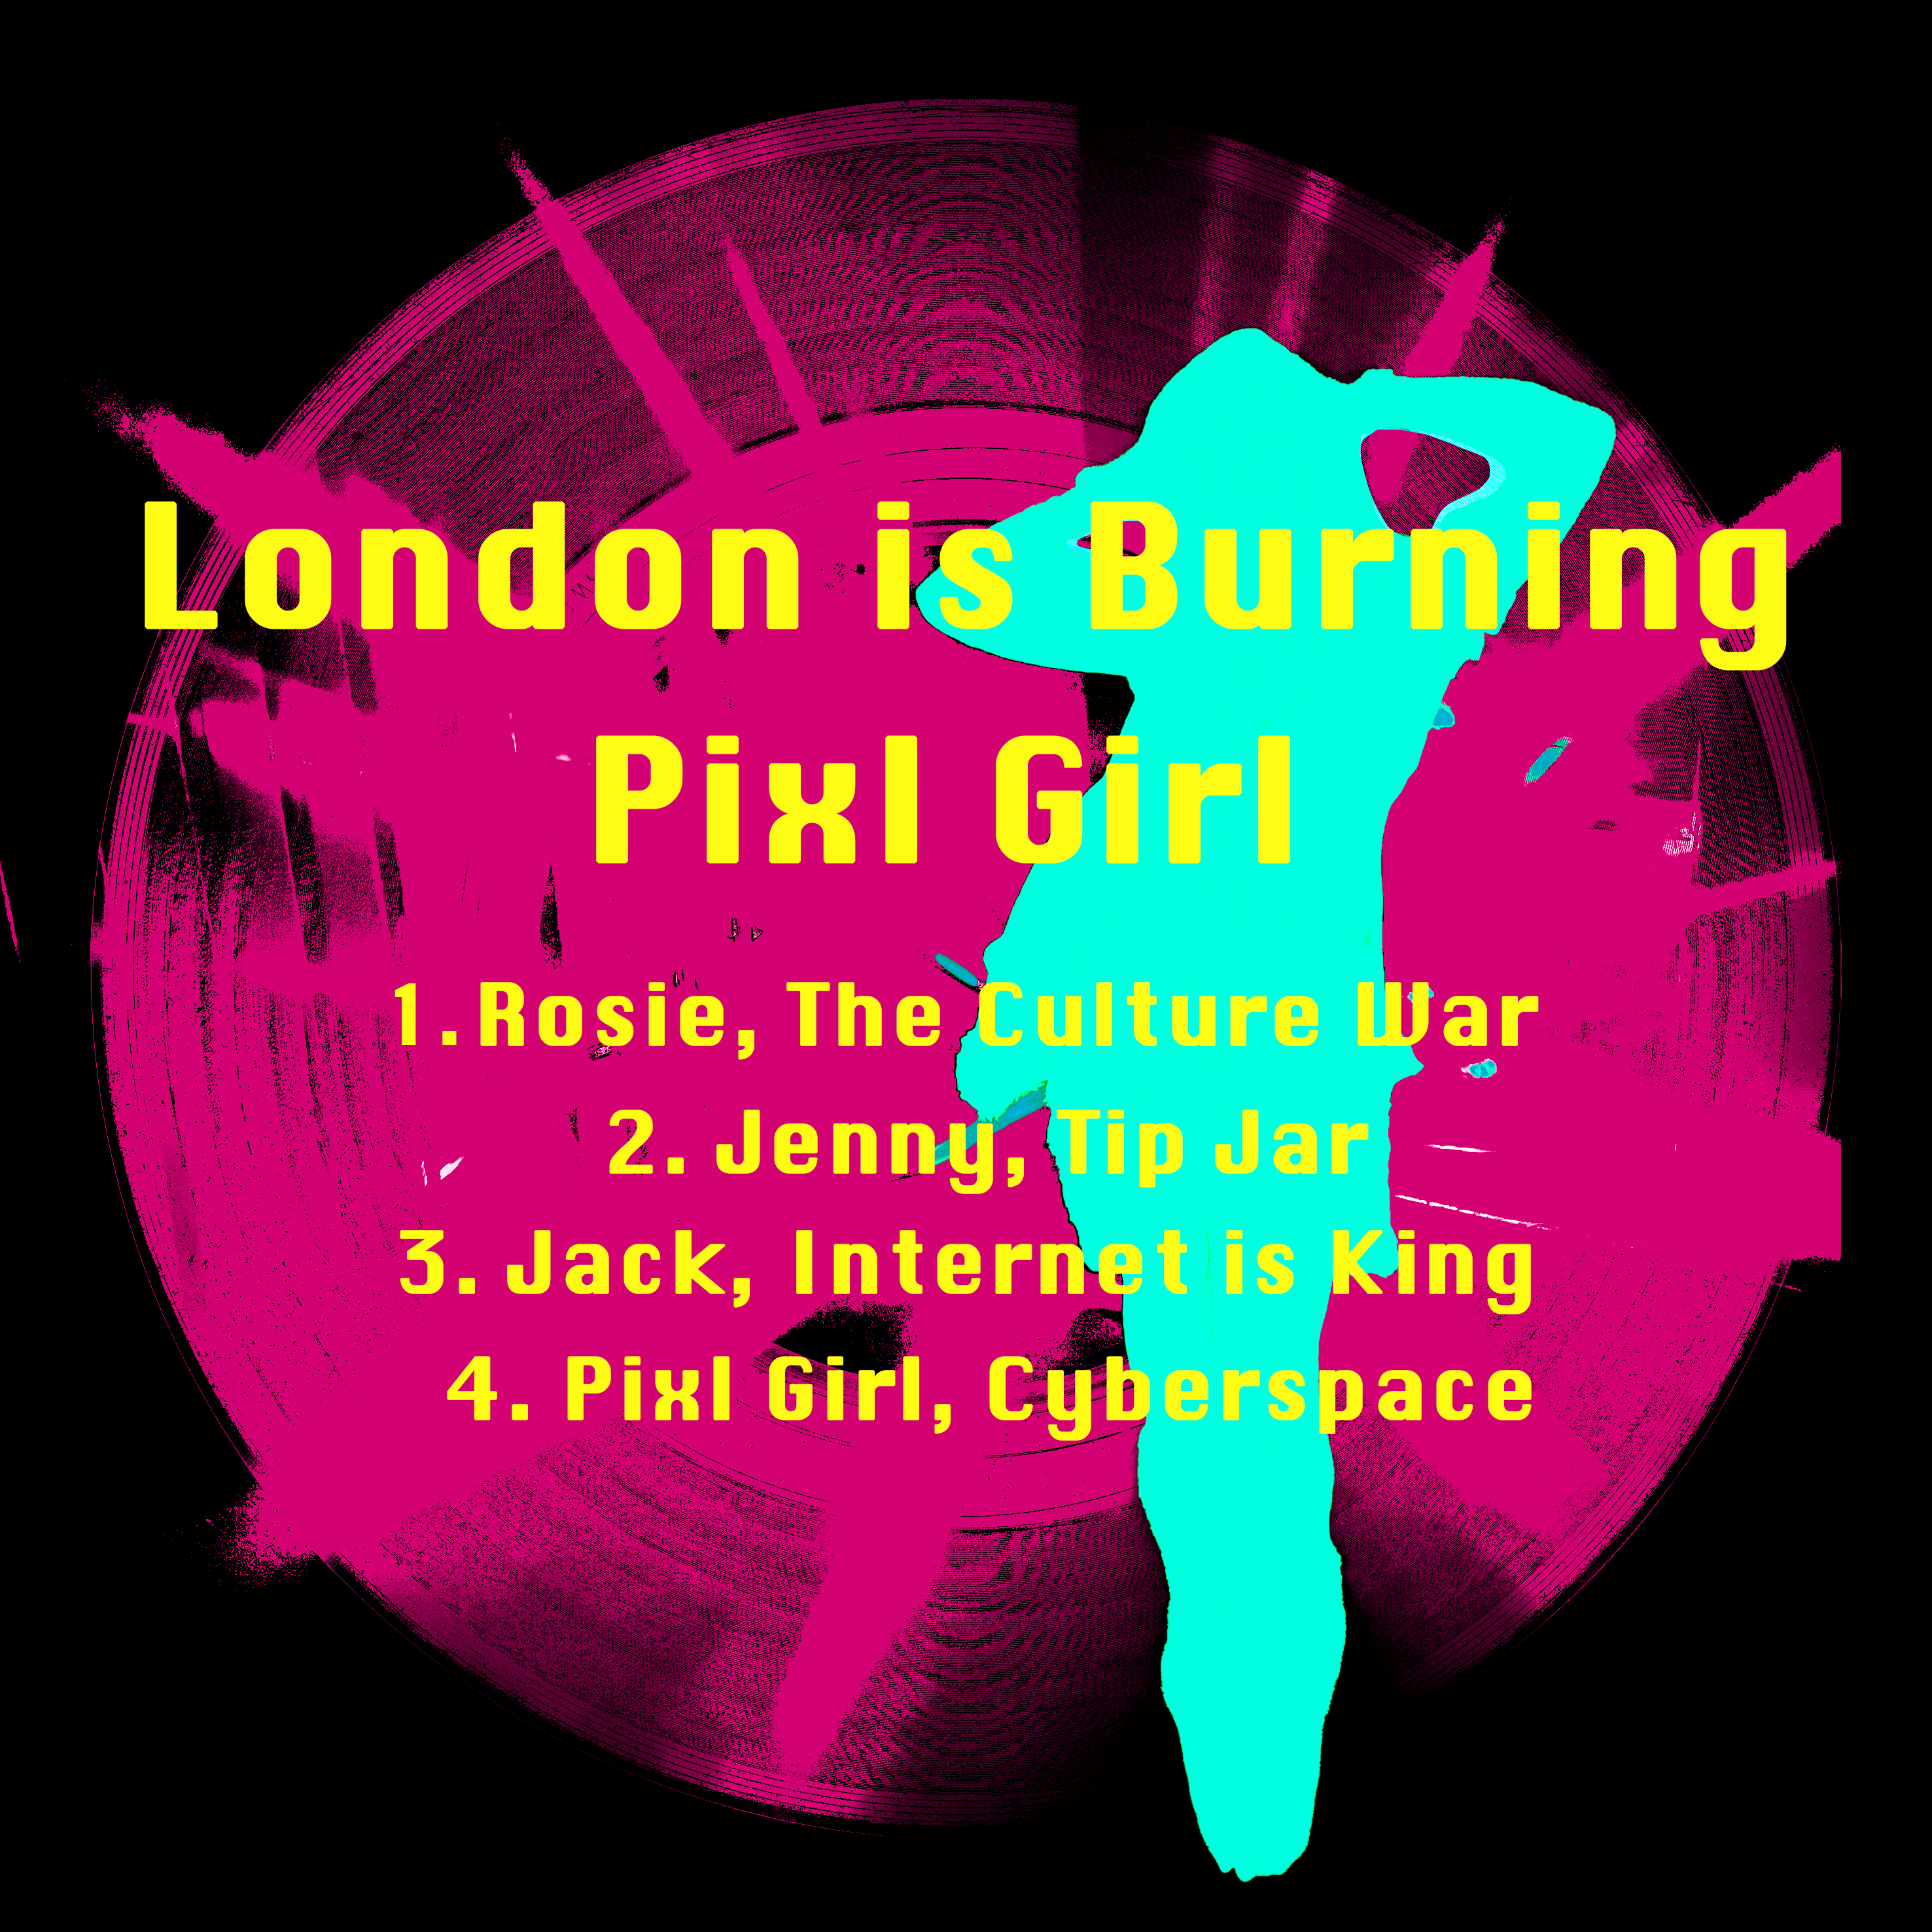 London is Burning
Pixl Girl
1. Rosie, The Culture War
2. Jenny, Tip Jar
3. Jack, Internet is King
4. Pixl Girl, Cyberspace